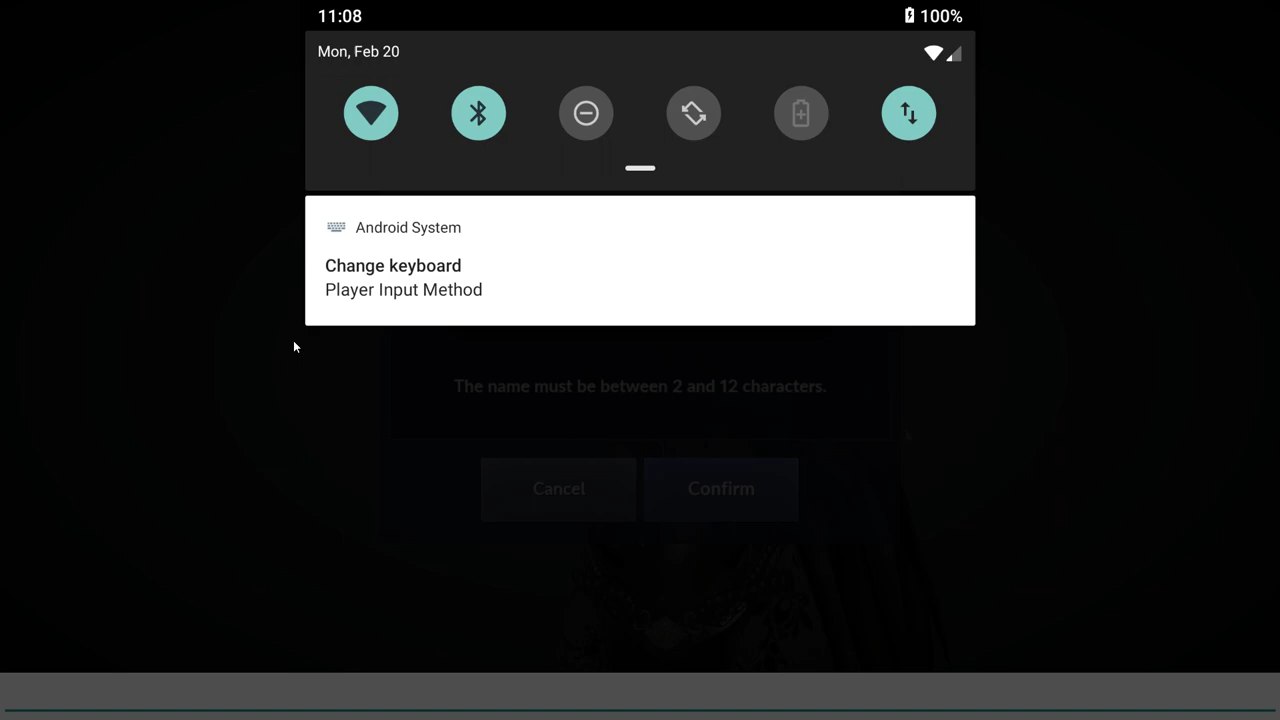 11:08
100%
Mon, Feb 20
Android System
Change keyboard
Player Input Method
The name must be between 2 and 12 characters.
Cancel
Confirm